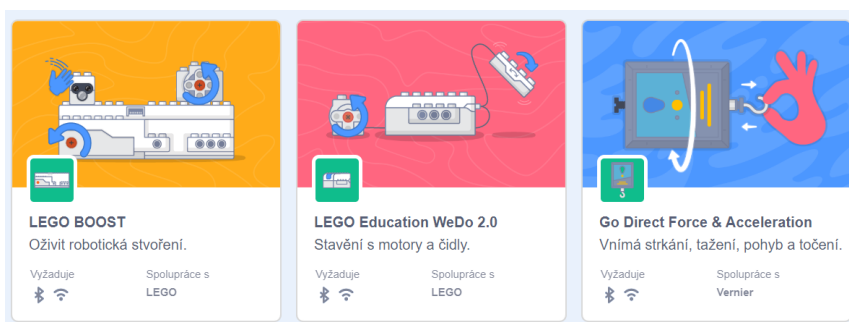 LEGO BOOST
Oživit robotická stvoření.
Vyžaduje
Spolupráce s
LEGO
LEGO Education WeDo 2.0
Stavění s motory a čidly.
Vyžaduje
Spolupráce s
LEGO
Go Direct Force & Acceleration
Vnímá strkání, tažení, pohyb a točení.
Vyžaduje
Spolupráce s
Vernier